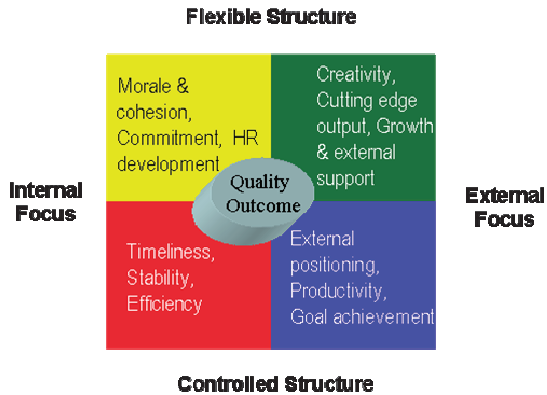 Flexible Structure
Morale &
cohesion,
Commitment, HR
development
Creativity,
Cutting edge
output, Growth
& external
support
Internal
Focus
Quality
Outcome
External
Focus
Timeliness,
Stability,
Efficiency
External
positioning,
Productivity,
Goal achievement
Controlled Structure